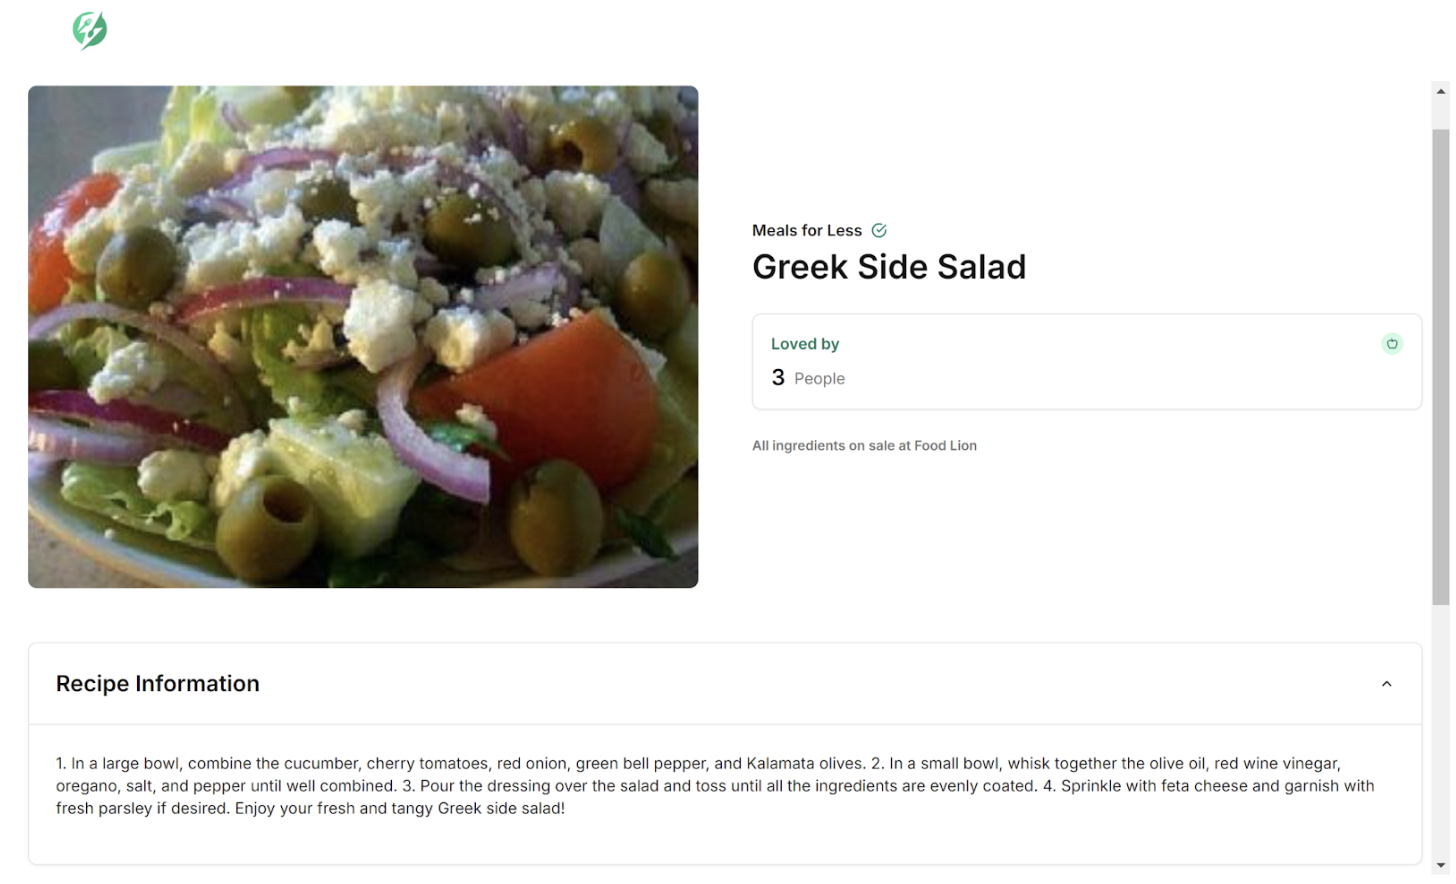 Meals for Less
Greek Side Salad
Loved by
3 People
All ingredients on sale at Food Lion
Recipe Information
1. In a large bowl, combine the cucumber, cherry tomatoes, red onion, green bell pepper, and Kalamata olives. 2. In a small bowl, whisk together the olive oil, red wine vinegar,
oregano, salt, and pepper until well combined. 3. Pour the dressing over the salad and toss until all the ingredients are evenly coated. 4. Sprinkle with feta cheese and garnish with
fresh parsley if desired. Enjoy your fresh and tangy Greek side salad!